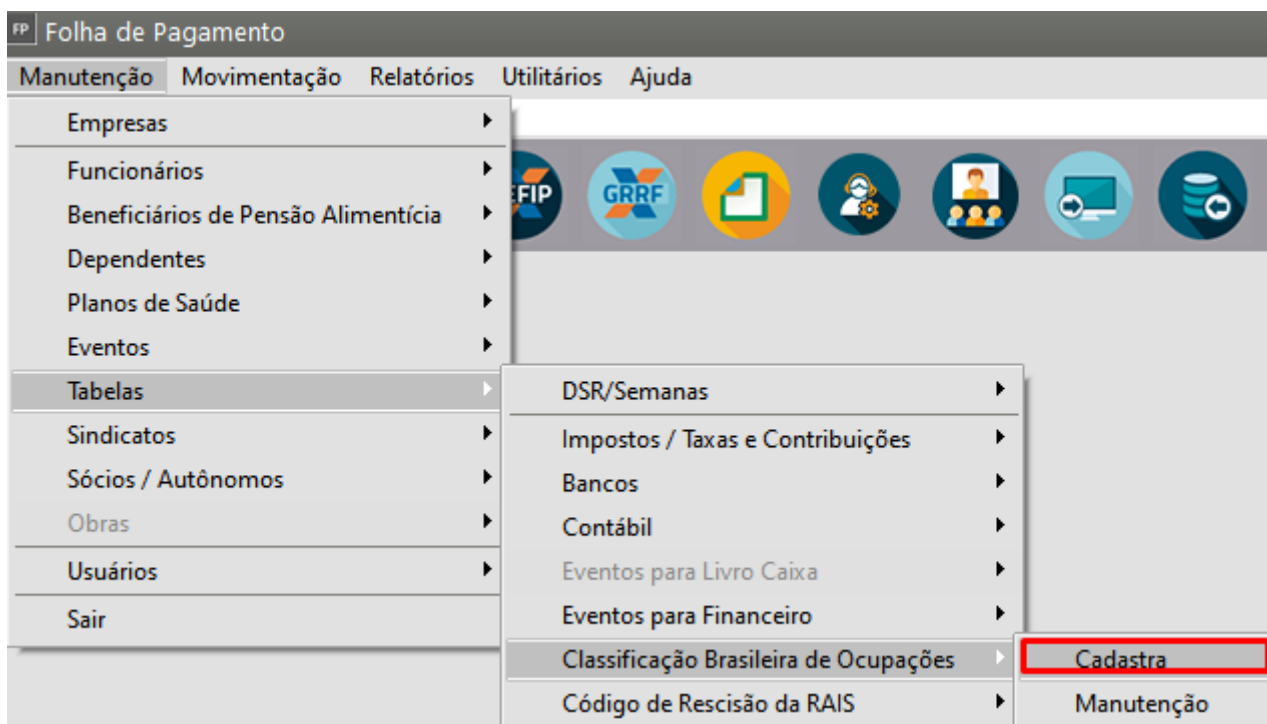 FP Folha de Pagamento
Manutenção Movimentação Relatórios Utilitários Ajuda
Empresas
Funcionários
Beneficiários de Pensão Alimentícia
Dependentes
Planos de Saúde
Eventos
Tabelas
Sindicatos
Sócios / Autônomos
Obras
Usuários
Sair
EFIP
GRRF
DSR/Semanas
Impostos / Taxas e Contribuições
Bancos
Contábil
Eventos para Livro Caixa
Eventos para Financeiro
Classificação Brasileira de Ocupações
Código de Rescisão da RAIS
Cadastra
Manutenção